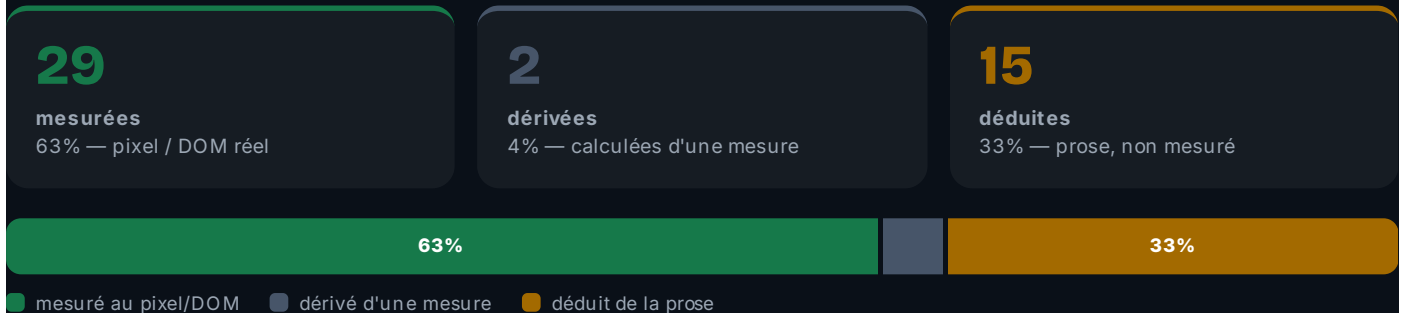 29
mesurées
63% — pixel / DOM réel
2
dérivées
4% — calculées d'une mesure
15
déduites
33% — prose, non mesuré
63%
33%
mesuré au pixel/DOM
dérivé d'une mesure
déduit de la prose